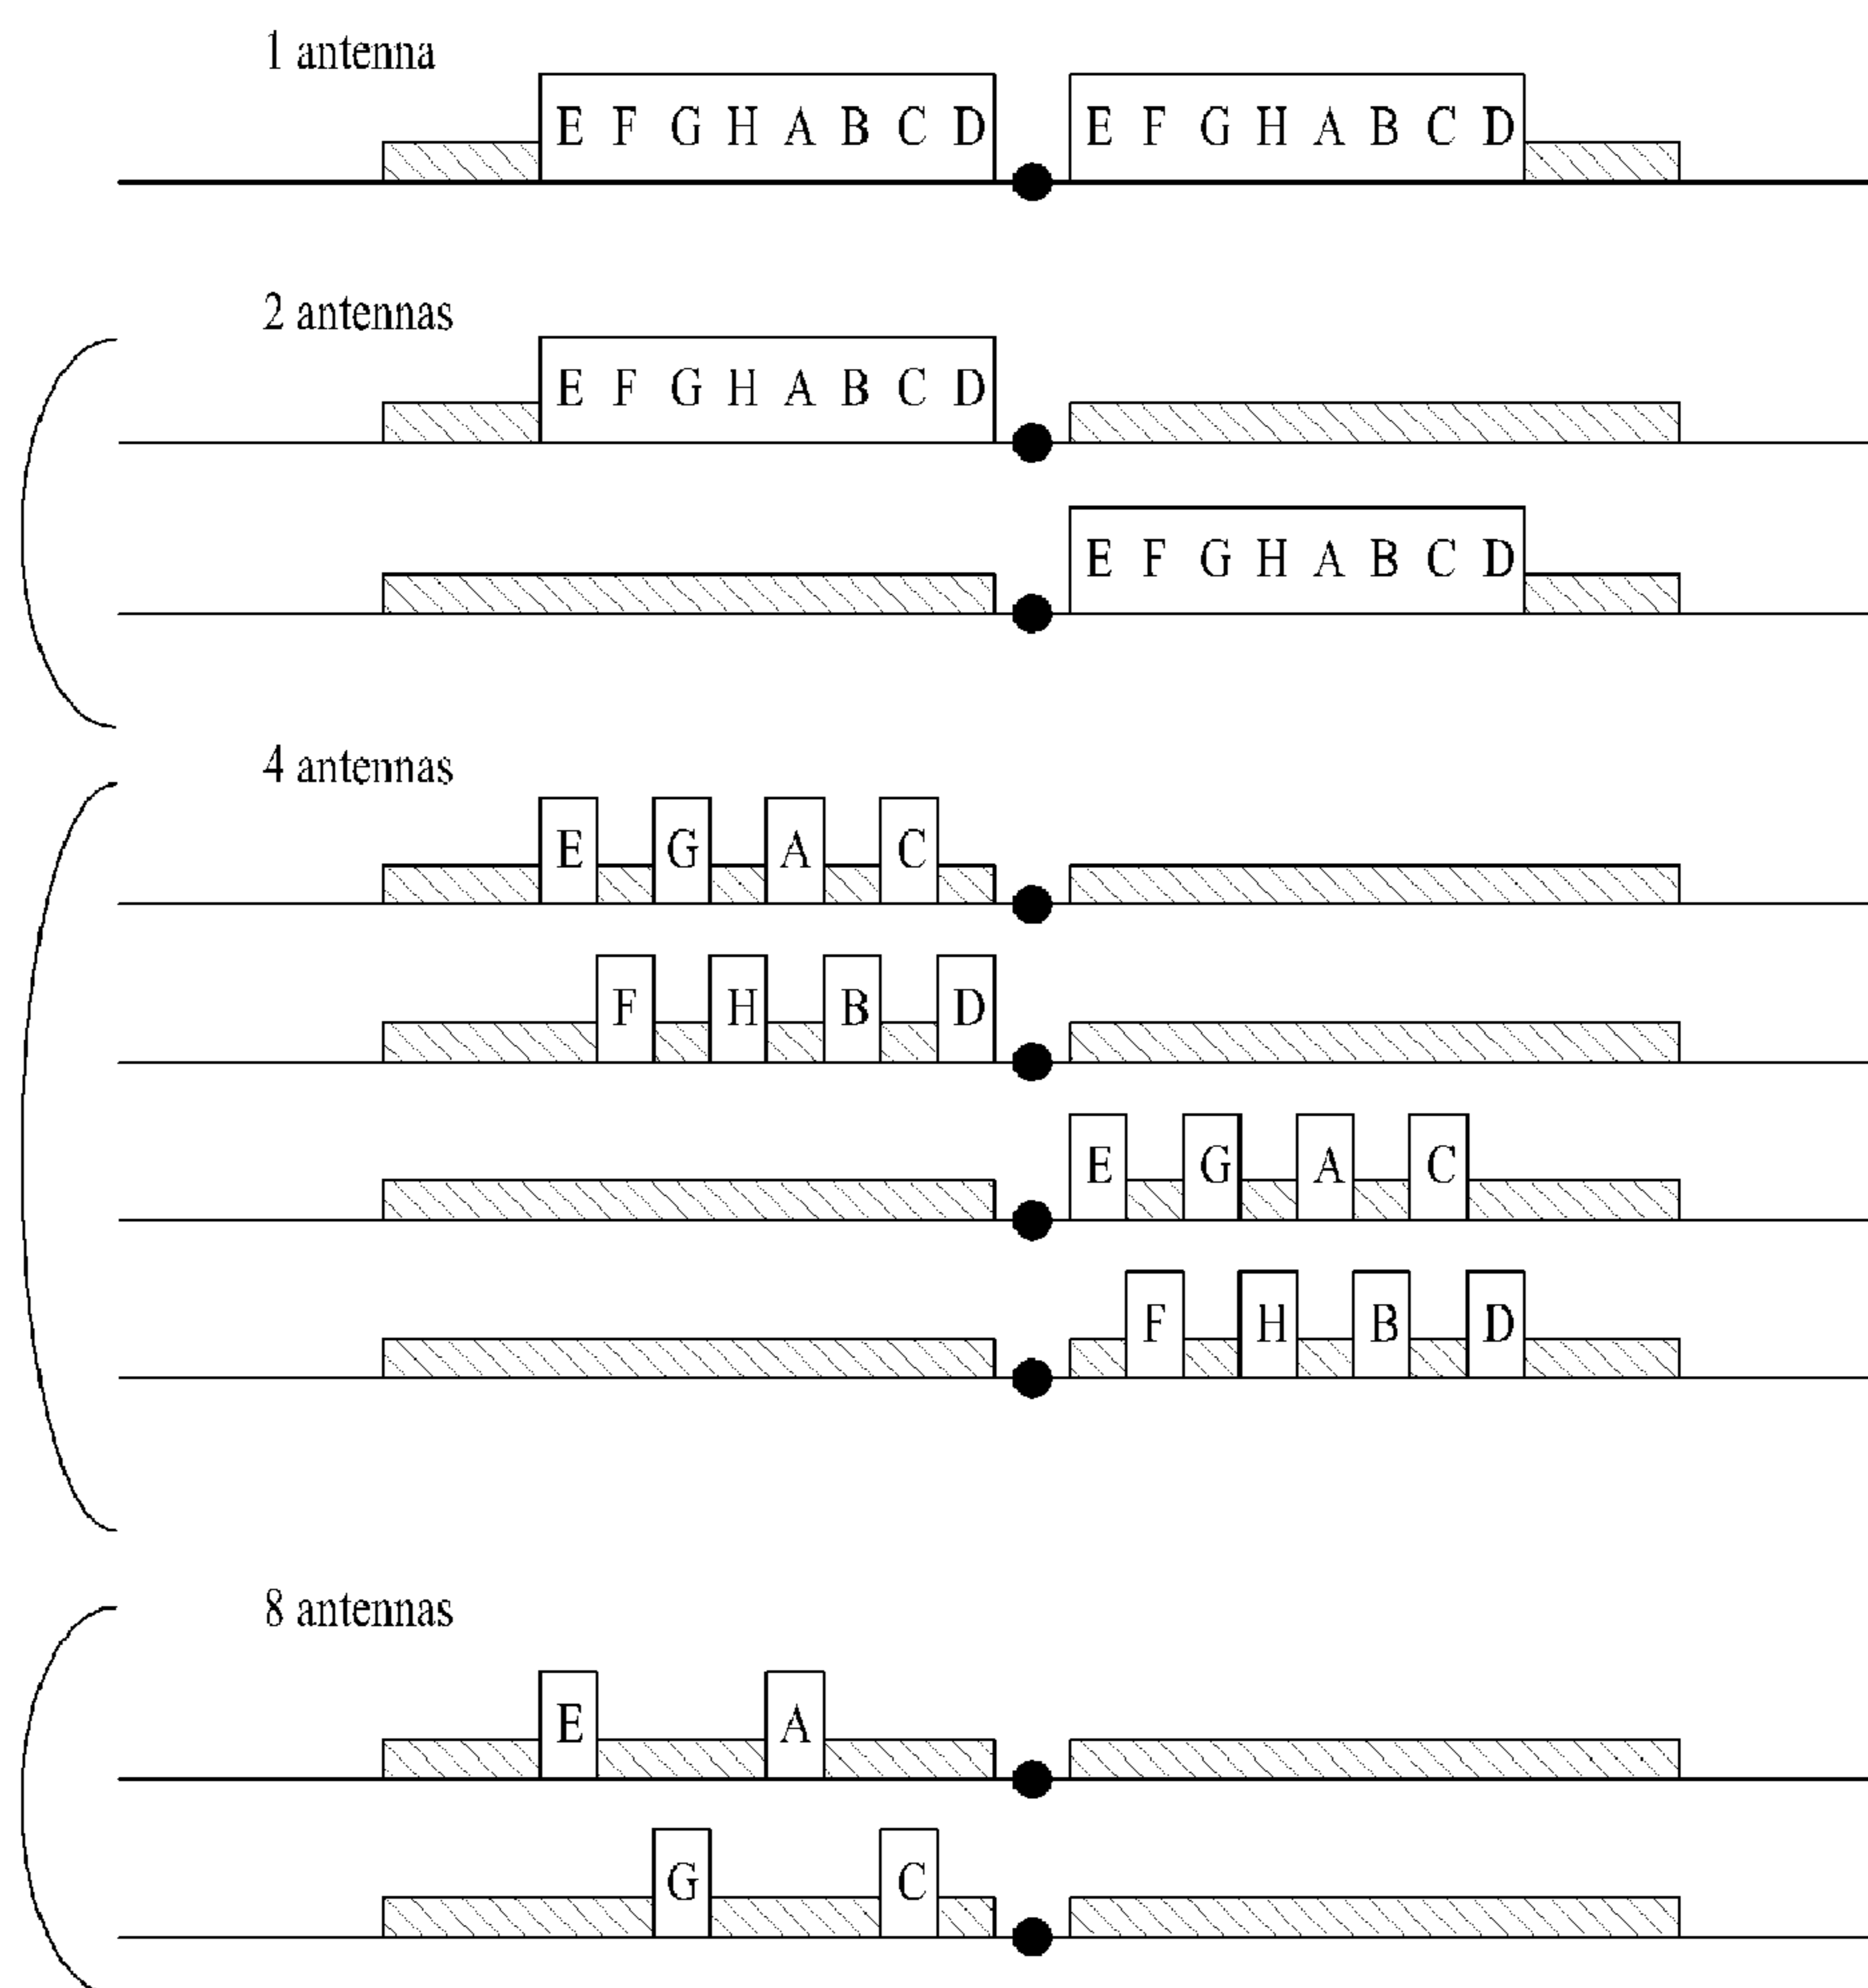 1 antenna
E F G H A B C D E F G H A B C D
2 antennas
E F G H A B C D
E F G H A B C D
4 antennas
E G A C
F H B D
E G A C
F H B D
8 antennas
E A
G C